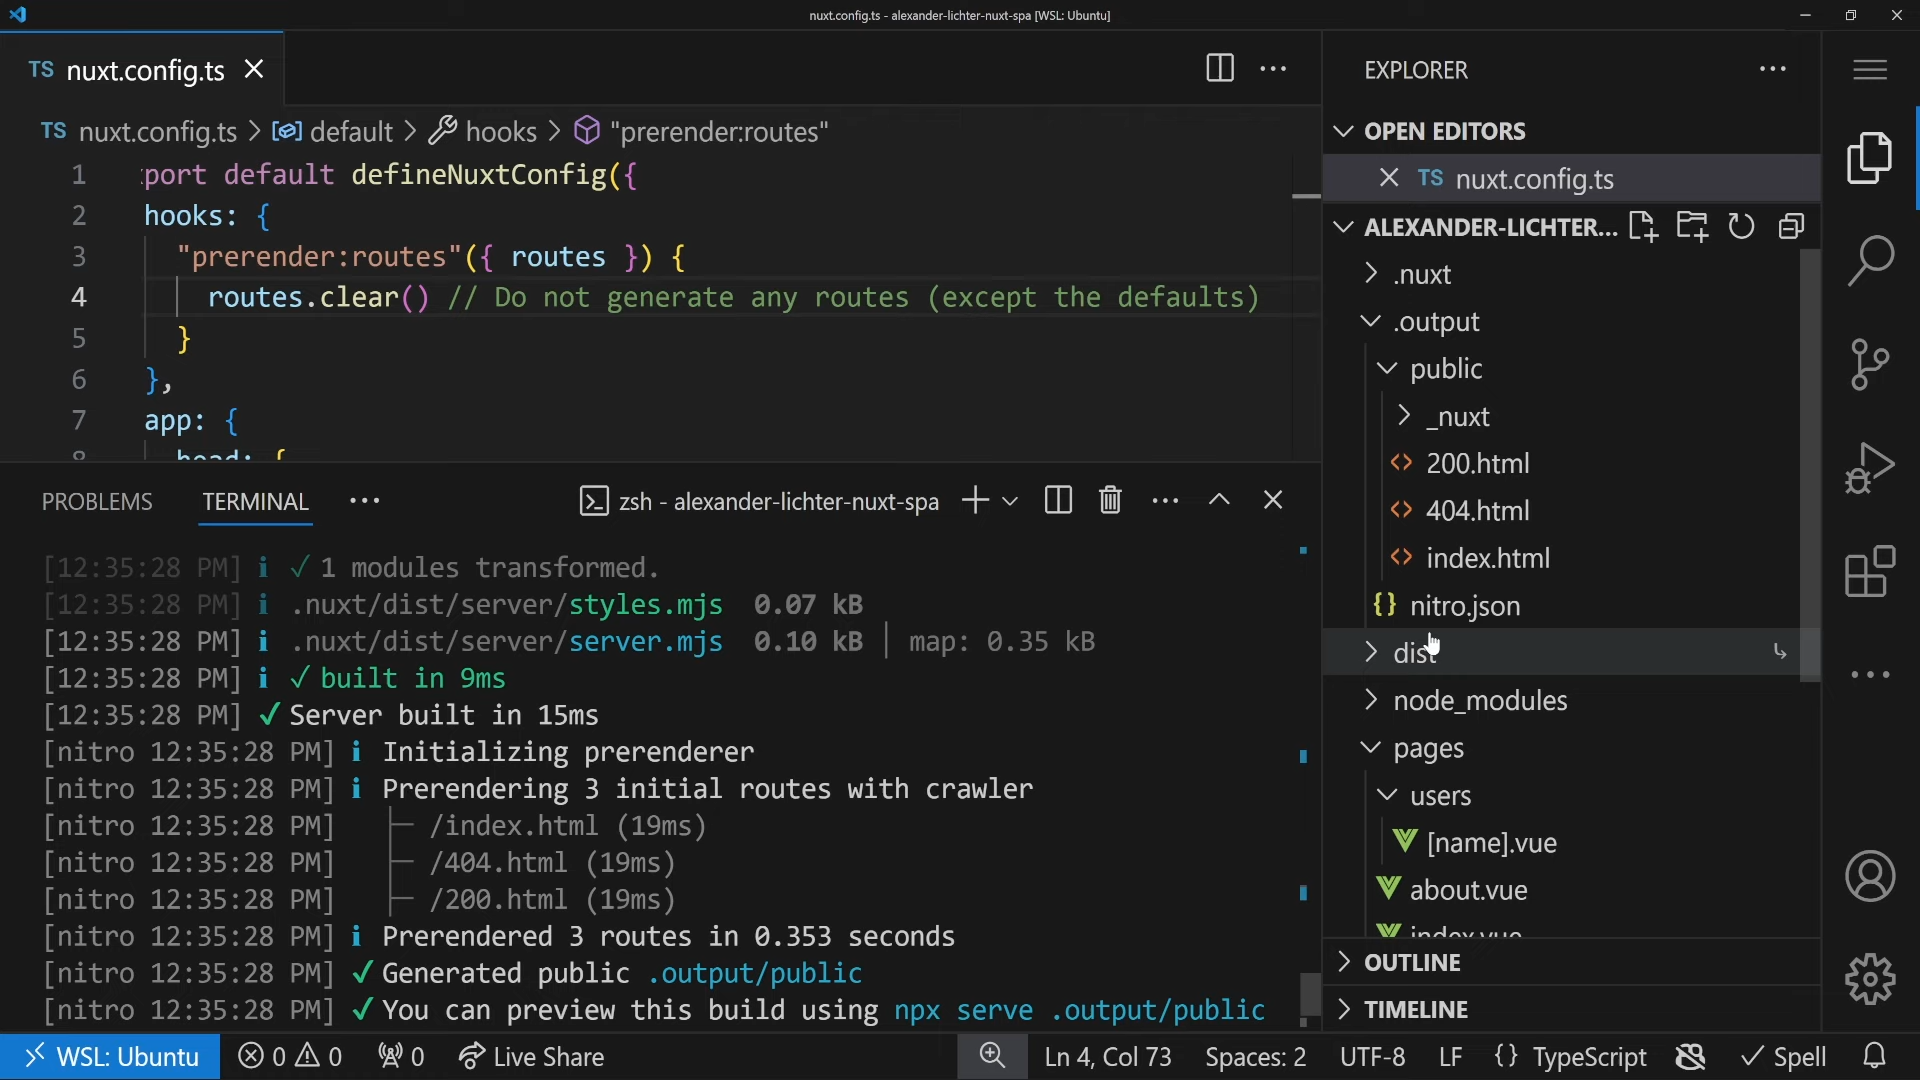 nuxt.config.ts - alexander-lichter-nuxt-spa [WSL: Ubuntu]
TS nuxt.config.ts
TS nuxt.config.ts > default > hooks > "prerender:routes"
1 port default defineNuxtConfig({
2 hooks: {
3 "prerender:routes"({ routes }) {
4 routes.clear() // Do not generate any routes (except the defaults)
5 }
6 },
7 app: {
8 head: {
PROBLEMS TERMINAL ···
zsh - alexander-lichter-nuxt-spa
[12:35:28 PM] i ✓ 1 modules transformed.
[12:35:28 PM] i .nuxt/dist/server/styles.mjs 0.07 kB
[12:35:28 PM] i .nuxt/dist/server/server.mjs 0.10 kB │ map: 0.35 kB
[12:35:28 PM] i ✓ built in 9ms
[12:35:28 PM] ✓ Server built in 15ms
[nitro 12:35:28 PM] i Initializing prerenderer
[nitro 12:35:28 PM] i Prerendering 3 initial routes with crawler
[nitro 12:35:28 PM] ├─ /index.html (19ms)
[nitro 12:35:28 PM] ├─ /404.html (19ms)
[nitro 12:35:28 PM] ├─ /200.html (19ms)
[nitro 12:35:28 PM] i Prerendered 3 routes in 0.353 seconds
[nitro 12:35:28 PM] ✓ Generated public .output/public
[nitro 12:35:28 PM] ✓ You can preview this build using npx serve .output/public
EXPLORER
OPEN EDITORS
TS nuxt.config.ts
ALEXANDER-LICHTER...
.nuxt
.output
public
_nuxt
200.html
404.html
index.html
{} nitro.json
dist
node_modules
pages
users
[name].vue
about.vue
index.vue
OUTLINE
TIMELINE
WSL: Ubuntu 0 0 0 Live Share Ln 4, Col 73 Spaces: 2 UTF-8 LF {} TypeScript ✓ Spell